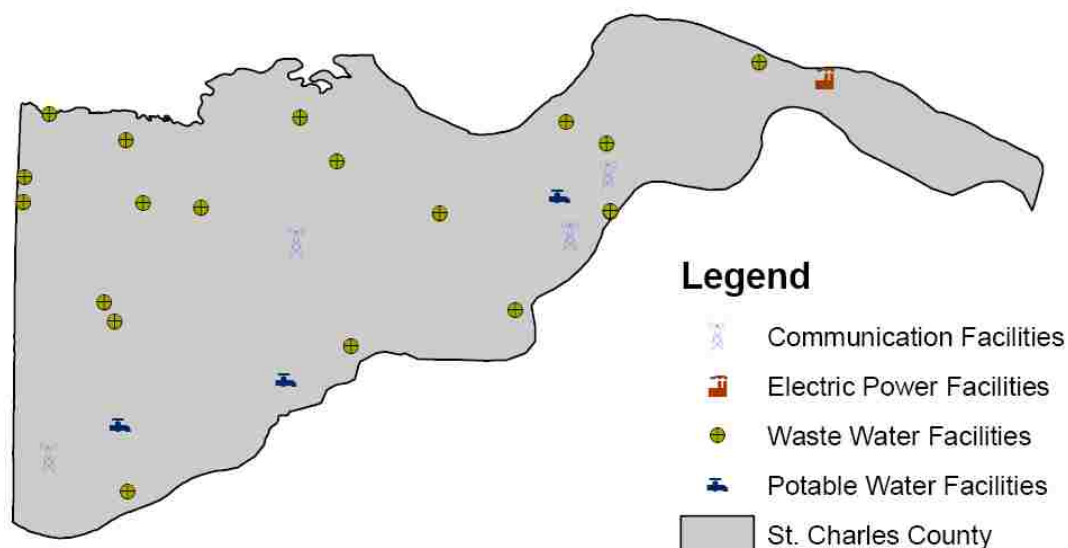 Legend
Communication Facilities
Electric Power Facilities
Waste Water Facilities
Potable Water Facilities
St. Charles County